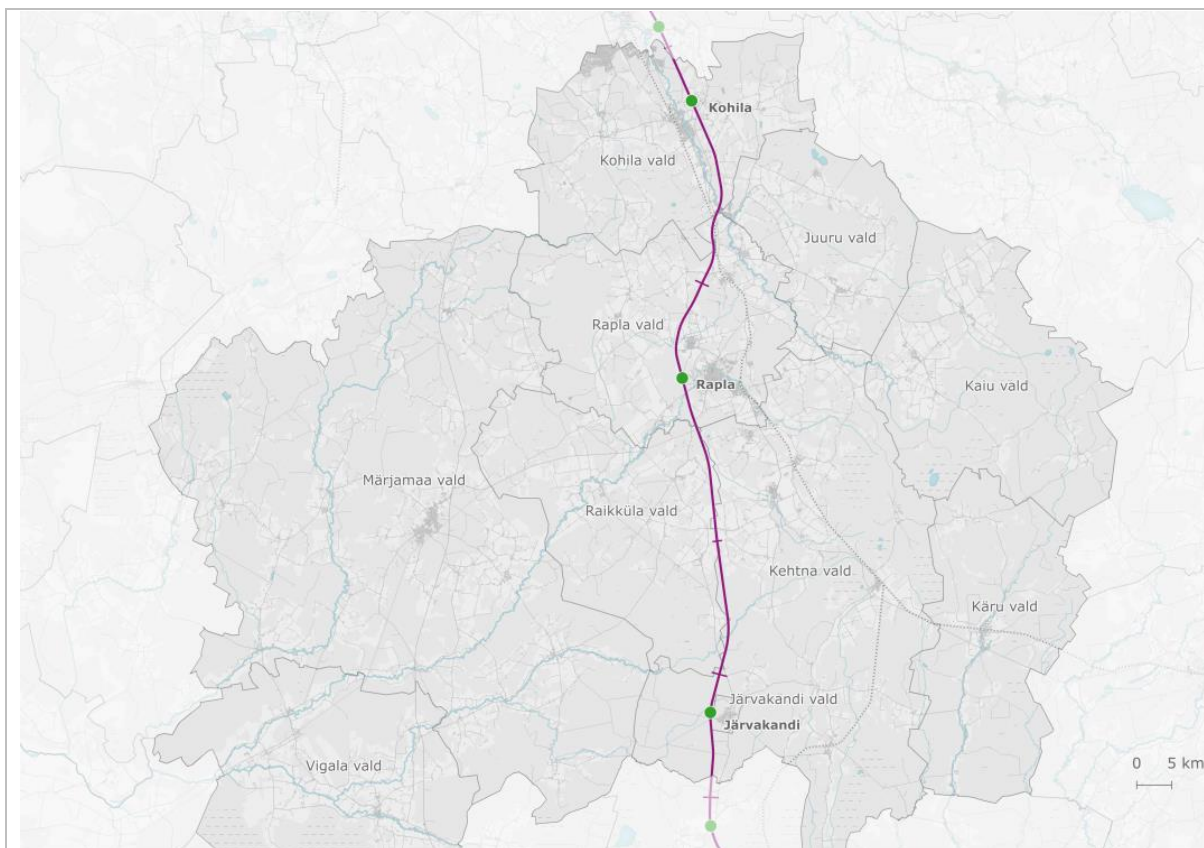 Kohila
Kohila vald
Juuru vald
Rapla vald
Rapla
Kaiu vald
Märjamaa vald
Raikküla vald
Kehtna vald
Käru vald
Järvakandi vald
Järvakandi
Vigala vald
0 5 km